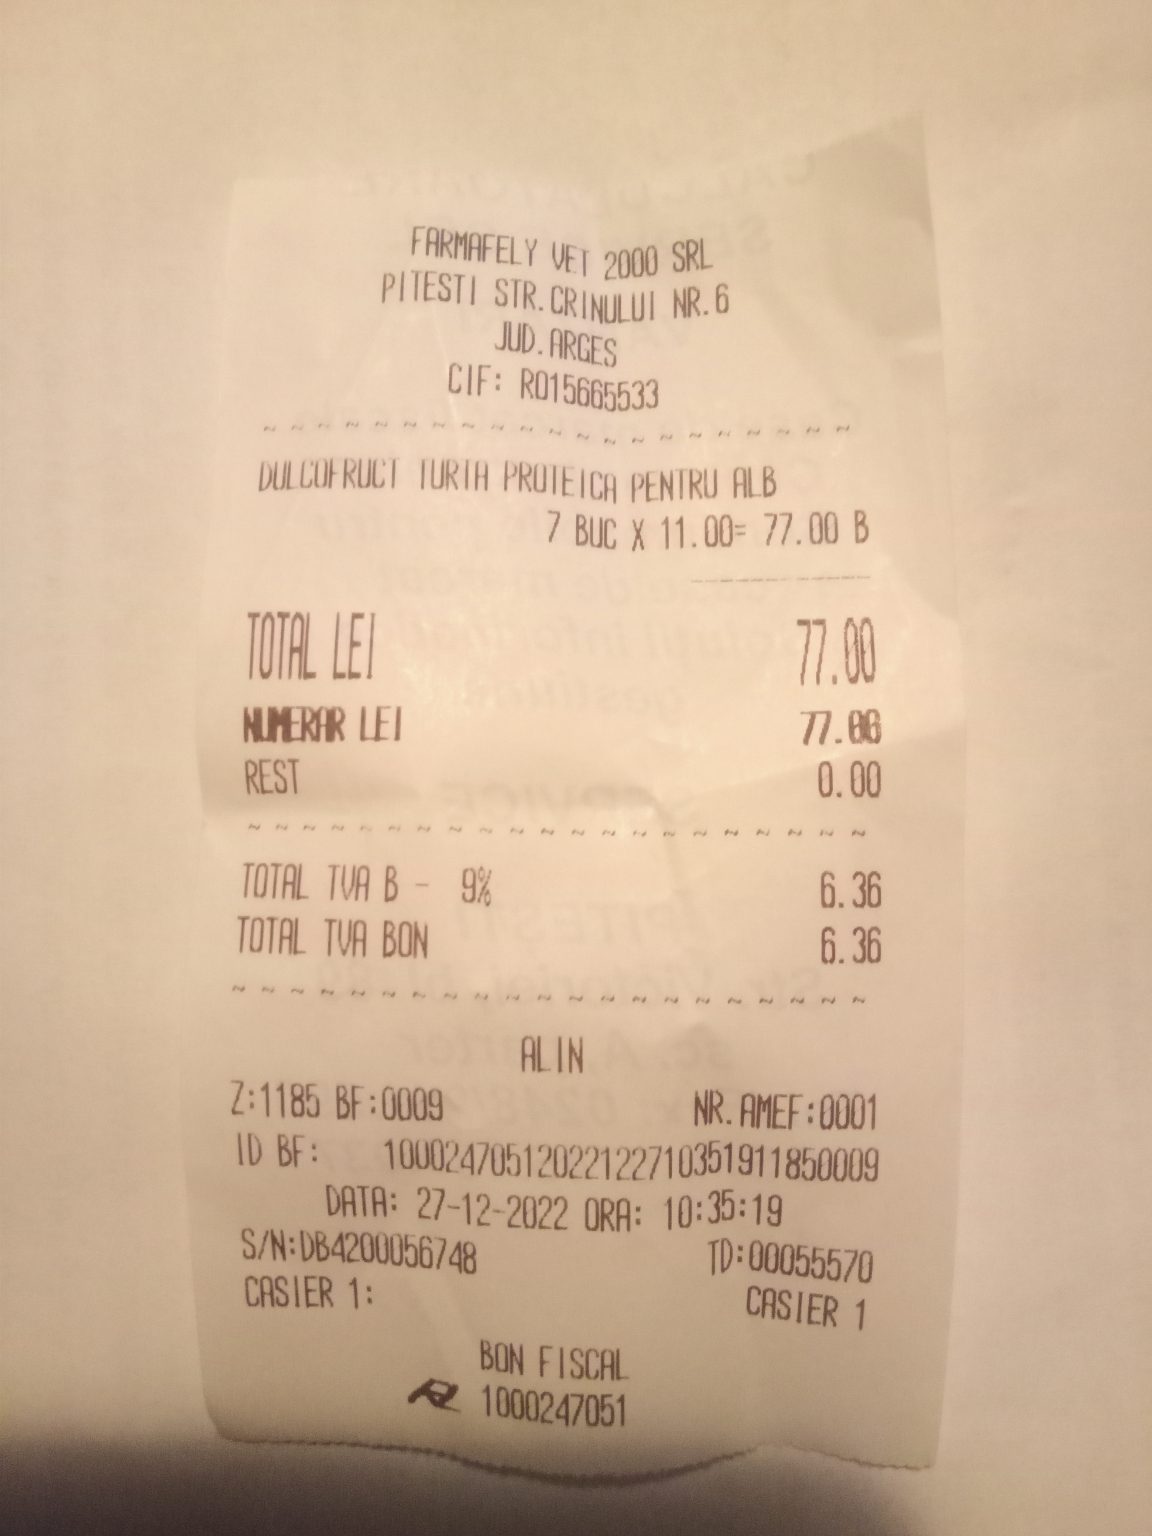 FARMAFELY VET 2000 SRL
PITESTI STR.CRINULUI NR.6
JUD.ARGES
CIF: RO15665533
~ ~ ~ ~ ~ ~ ~ ~ ~ ~ ~ ~ ~ ~ ~ ~ ~ ~ ~ ~ ~ ~
DULCOFRUCT TURTA PROTEICA PENTRU ALB
7 BUC X 11.00= 77.00 B
TOTAL LEI 77.00
NUMERAR LEI 77.00
REST 0.00
~ ~ ~ ~ ~ ~ ~ ~ ~ ~ ~ ~ ~ ~ ~ ~ ~ ~ ~ ~ ~ ~
TOTAL TVA B - 9% 6.36
TOTAL TVA BON 6.36
~ ~ ~ ~ ~ ~ ~ ~ ~ ~ ~ ~ ~ ~ ~ ~ ~ ~ ~ ~ ~ ~
ALIN
Z:1185 BF:0009 NR.AMEF:0001
ID BF: 10002470512022122710351911850009
DATA: 27-12-2022 ORA: 10:35:19
S/N:DB4200056748 TD:00055570
CASIER 1: CASIER 1
BON FISCAL
1000247051